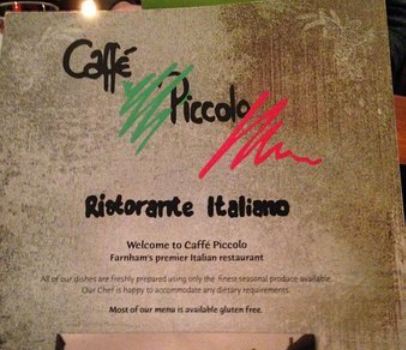 Caffé
Piccolo
Ristorante Italiano
Welcome to Caffé Piccolo
Farnham's premier Italian restaurant
All of our dishes are freshly prepared using only the finest seasonal produce available.
Our Chef is happy to accommodate any dietary requirements.
Most of our menu is available gluten free.